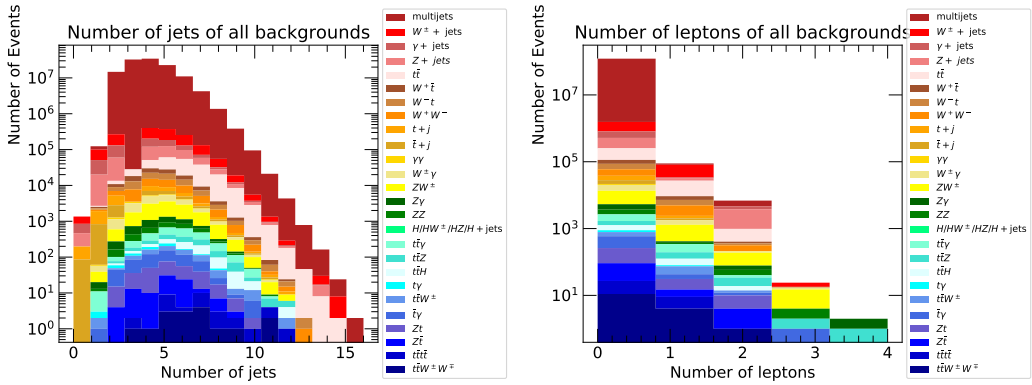 Number of jets of all backgrounds
Number of Events
10⁷
10⁶
10⁵
10⁴
10³
10²
10¹
10⁰
0 5 10 15
Number of jets
multijets
W± + jets
γ + jets
Z + jets
tt̄
W⁺t̄
W⁻t
W⁺W⁻
t + j
t̄ + j
γγ
W±γ
ZW±
Zγ
ZZ
H/HW±/HZ/H + jets
tt̄γ
tt̄Z
tt̄H
tγ
tt̄W±
t̄γ
Zt
Zt̄
tt̄tt̄
tt̄W±W∓
Number of leptons of all backgrounds
Number of Events
10⁷
10⁵
10³
10¹
0 1 2 3 4
Number of leptons
multijets
W± + jets
γ + jets
Z + jets
tt̄
W⁺t̄
W⁻t
W⁺W⁻
t + j
t̄ + j
γγ
W±γ
ZW±
Zγ
ZZ
H/HW±/HZ/H + jets
tt̄γ
tt̄Z
tt̄H
tγ
tt̄W±
t̄γ
Zt
Zt̄
tt̄tt̄
tt̄W±W∓